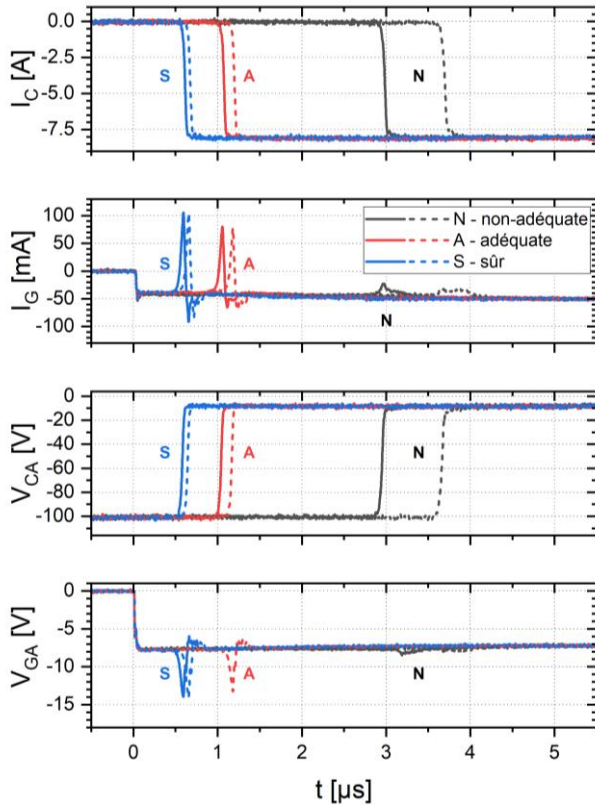 0.0
-2.5
-5.0
-7.5
I_C [A]
S
A
N
100
50
0
-50
-100
I_G [mA]
S
A
N
N - non-adéquate
A - adéquate
S - sûr
0
-20
-40
-60
-80
-100
-120
V_CA [V]
S
A
N
0
-5
-10
-15
V_GA [V]
S
A
N
0
1
2
3
4
5
t [µs]